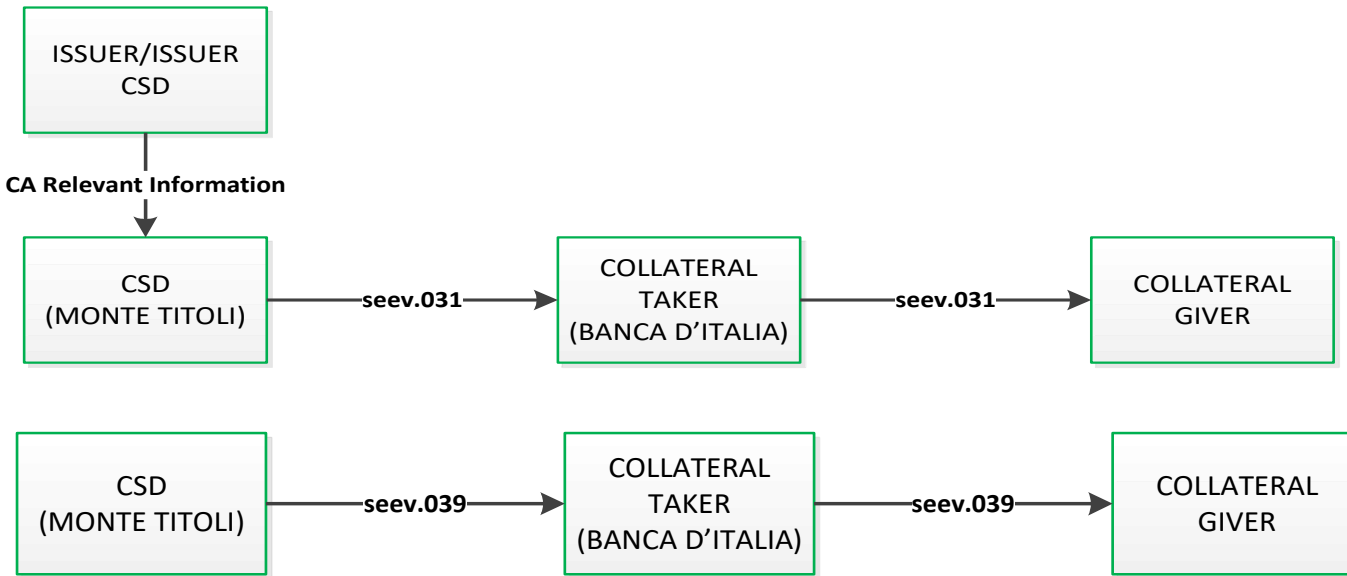 ISSUER/ISSUER
CSD
CA Relevant Information
CSD
(MONTE TITOLI)
seev.031
COLLATERAL
TAKER
(BANCA D'ITALIA)
seev.031
COLLATERAL
GIVER
CSD
(MONTE TITOLI)
seev.039
COLLATERAL
TAKER
(BANCA D'ITALIA)
seev.039
COLLATERAL
GIVER